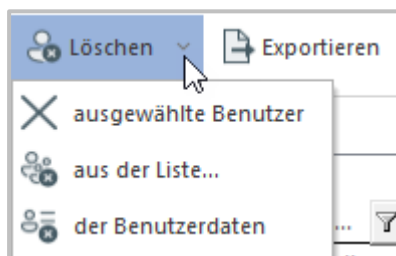 Löschen Exportieren
ausgewählte Benutzer
aus der Liste...
der Benutzerdaten ...